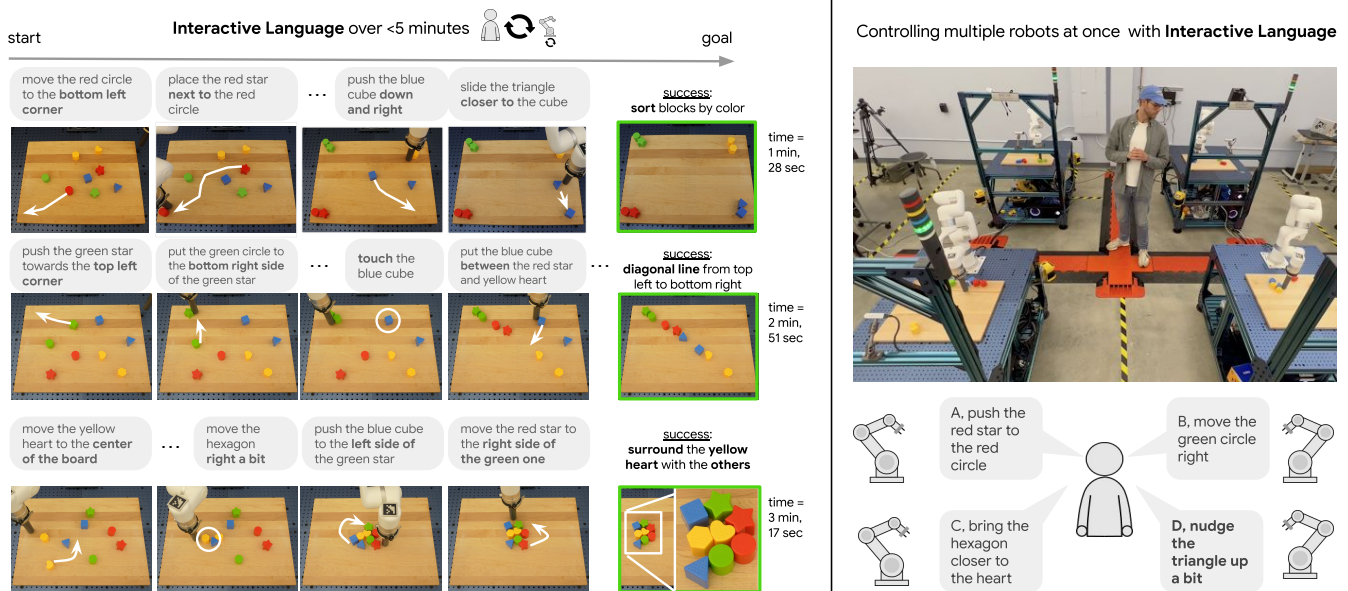 Interactive Language over <5 minutes
start
goal
move the red circle
to the bottom left
corner
place the red star
next to the red
circle
...
push the blue
cube down
and right
slide the triangle
closer to the cube
success:
sort blocks by color
time =
1 min,
28 sec
push the green star
towards the top left
corner
put the green circle to
the bottom right side
of the green star
...
touch the
blue cube
put the blue cube
between the red star
and yellow heart
...
success:
diagonal line from top
left to bottom right
time =
2 min,
51 sec
move the yellow
heart to the center
of the board
...
move the
hexagon
right a bit
push the blue cube
to the left side of
the green star
move the red star to
the right side of
the green one
success:
surround the yellow
heart with the others
time =
3 min,
17 sec
Controlling multiple robots at once with Interactive Language
A, push the
red star to
the red
circle
B, move the
green circle
right
C, bring the
hexagon
closer to
the heart
D, nudge
the
triangle up
a bit